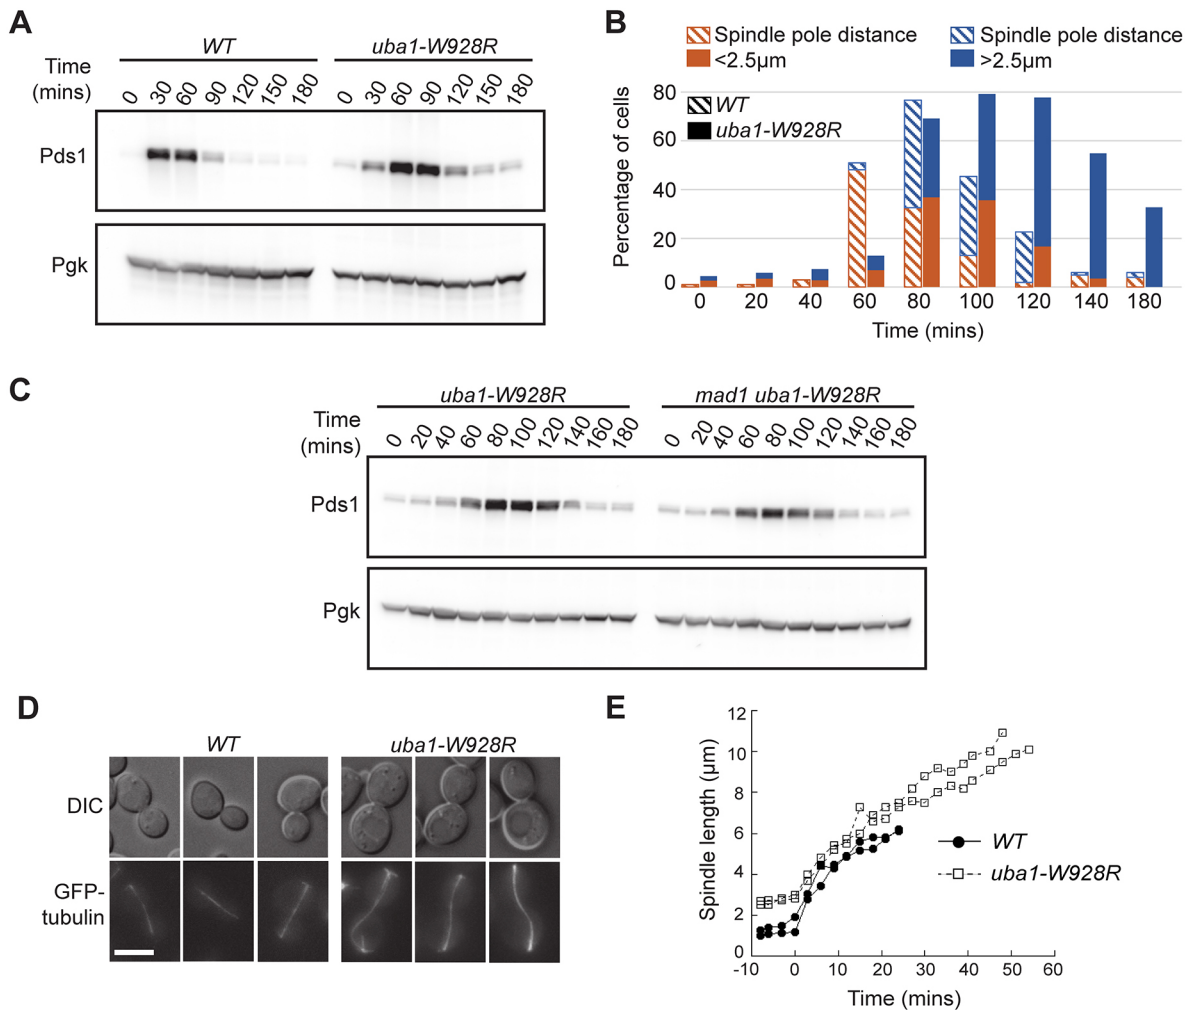 A
WT
uba1-W928R
Time
(mins)
0 30 60 90 120 150 180 0 30 60 90 120 150 180
Pds1
Pgk
B
Spindle pole distance
<2.5μm
Spindle pole distance
>2.5μm
WT
uba1-W928R
Percentage of cells
80
60
40
20
0
0 20 40 60 80 100 120 140 180
Time (mins)
C
uba1-W928R
mad1 uba1-W928R
Time
(mins)
0 20 40 60 80 100 120 140 160 180 0 20 40 60 80 100 120 140 160 180
Pds1
Pgk
D
WT
uba1-W928R
DIC
GFP-
tubulin
E
Spindle length (μm)
12
10
8
6
4
2
0
WT
uba1-W928R
-10 0 10 20 30 40 50 60
Time (mins)